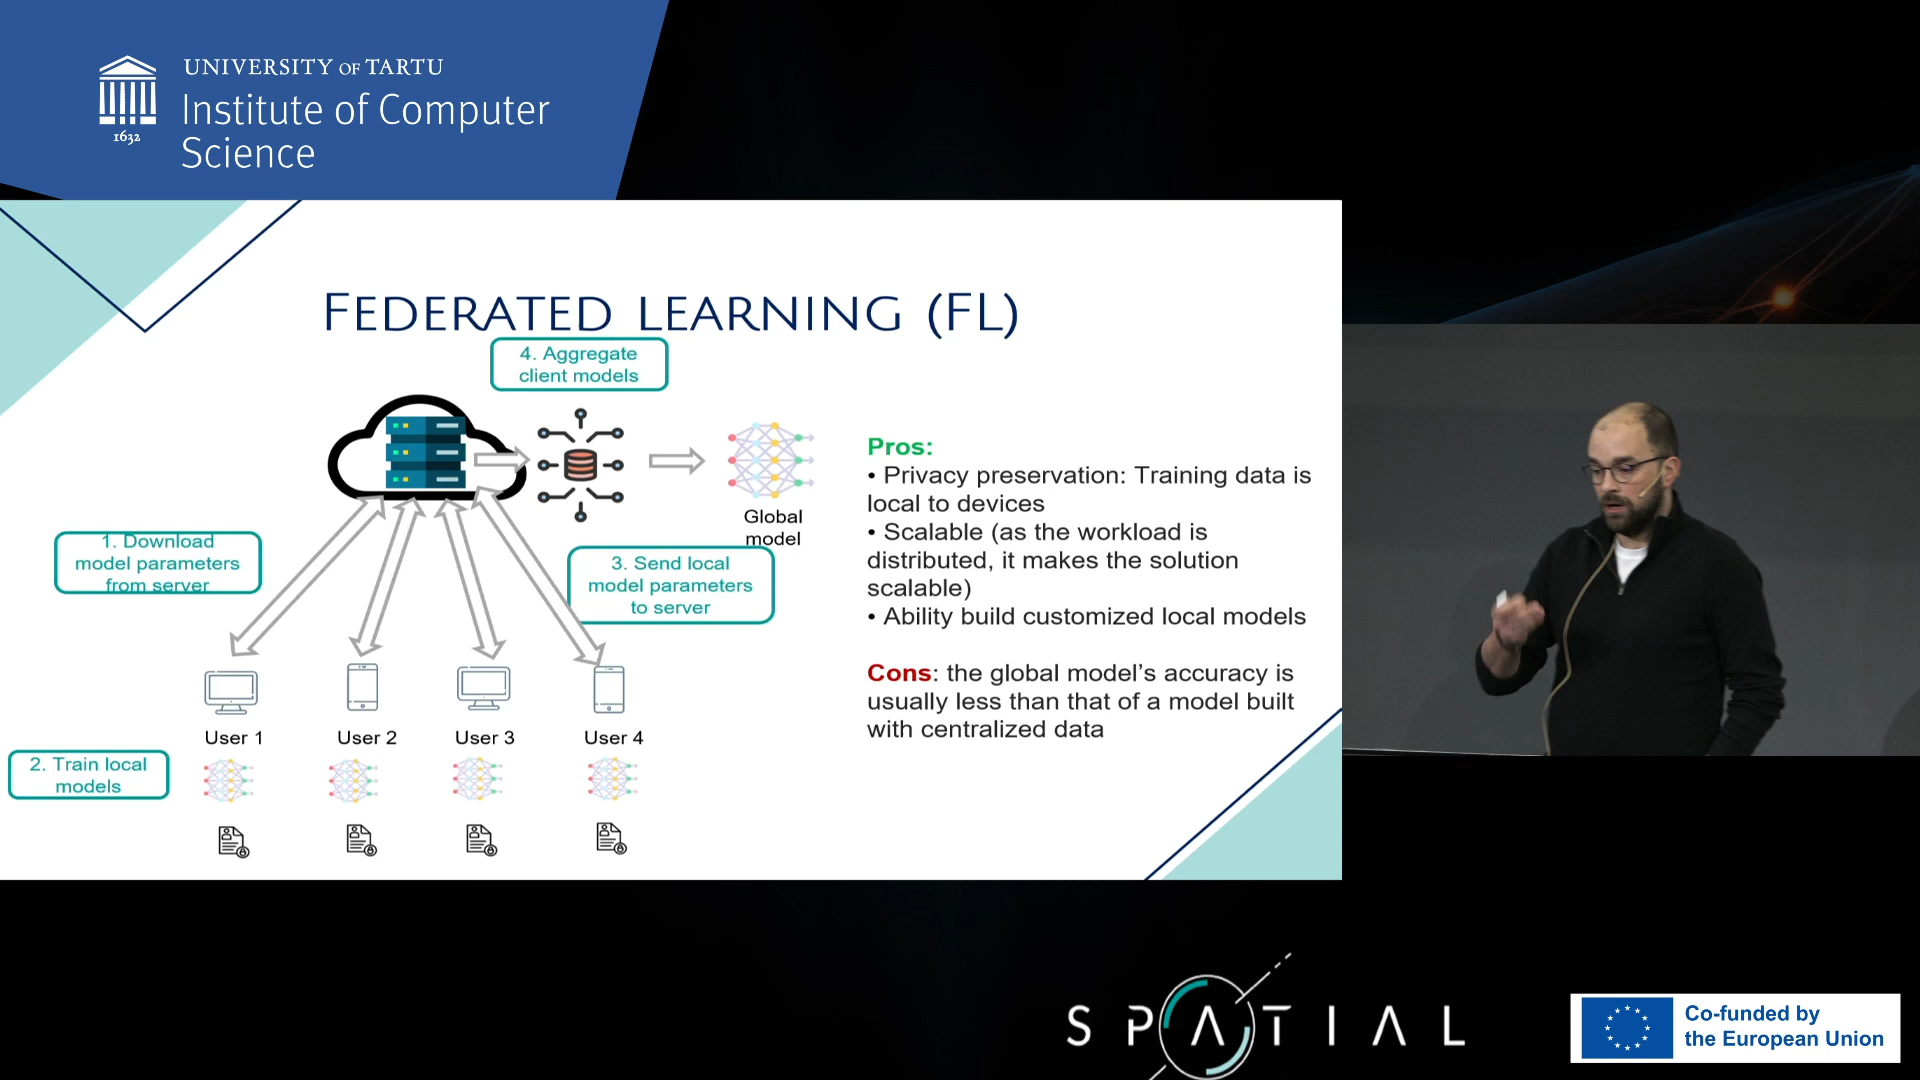 UNIVERSITY OF TARTU
Institute of Computer
Science
1632
FEDERATED LEARNING (FL)
4. Aggregate
client models
Global
model
1. Download
model parameters
from server
3. Send local
model parameters
to server
User 1
User 2
User 3
User 4
2. Train local
models
Pros:
• Privacy preservation: Training data is
local to devices
• Scalable (as the workload is
distributed, it makes the solution
scalable)
• Ability build customized local models
Cons: the global model’s accuracy is
usually less than that of a model built
with centralized data
SPATIAL
Co-funded by
the European Union